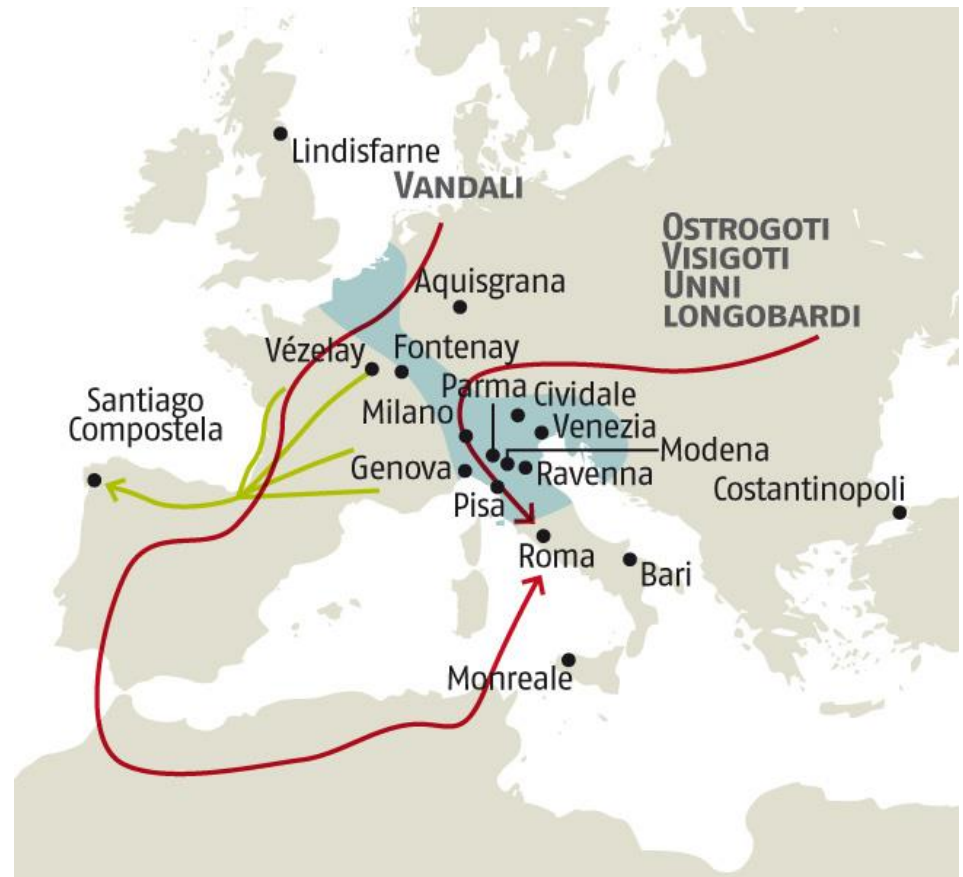 Lindisfarne
VANDALI
OSTROGOTI
VISIGOTI
UNNI
LONGOBARDI
Aquisgrana
Vézelay
Fontenay
Parma
Cividale
Santiago
Compostela
Milano
Venezia
Modena
Genova
Ravenna
Pisa
Costantinopoli
Roma
Bari
Monreale